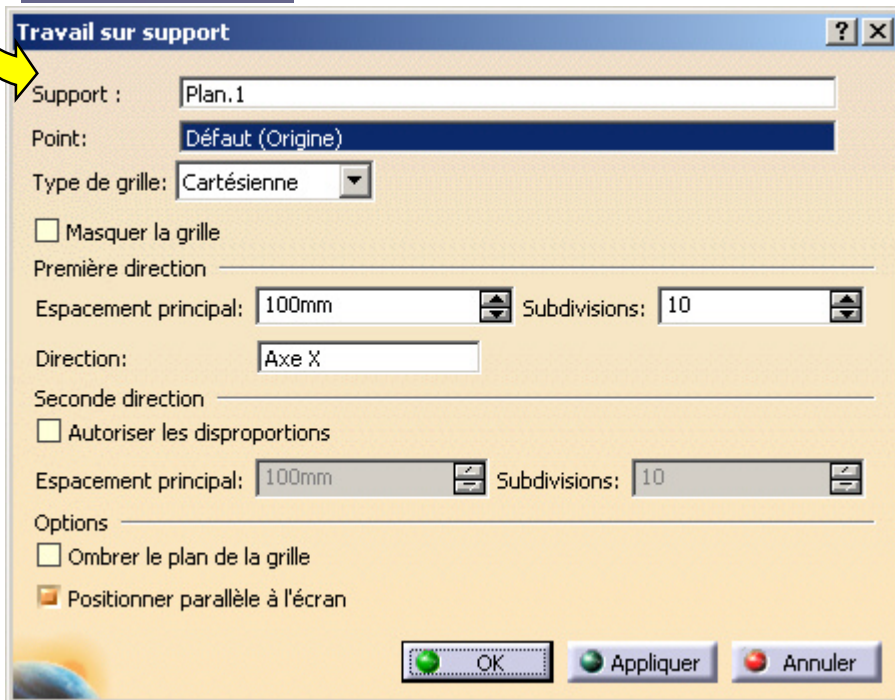 Travail sur support
Support : Plan.1
Point: Défaut (Origine)
Type de grille: Cartésienne
Masquer la grille
Première direction
Espacement principal: 100mm Subdivisions: 10
Direction: Axe X
Seconde direction
Autoriser les disproportions
Espacement principal: 100mm Subdivisions: 10
Options
Ombrer le plan de la grille
Positionner parallèle à l'écran
OK Appliquer Annuler